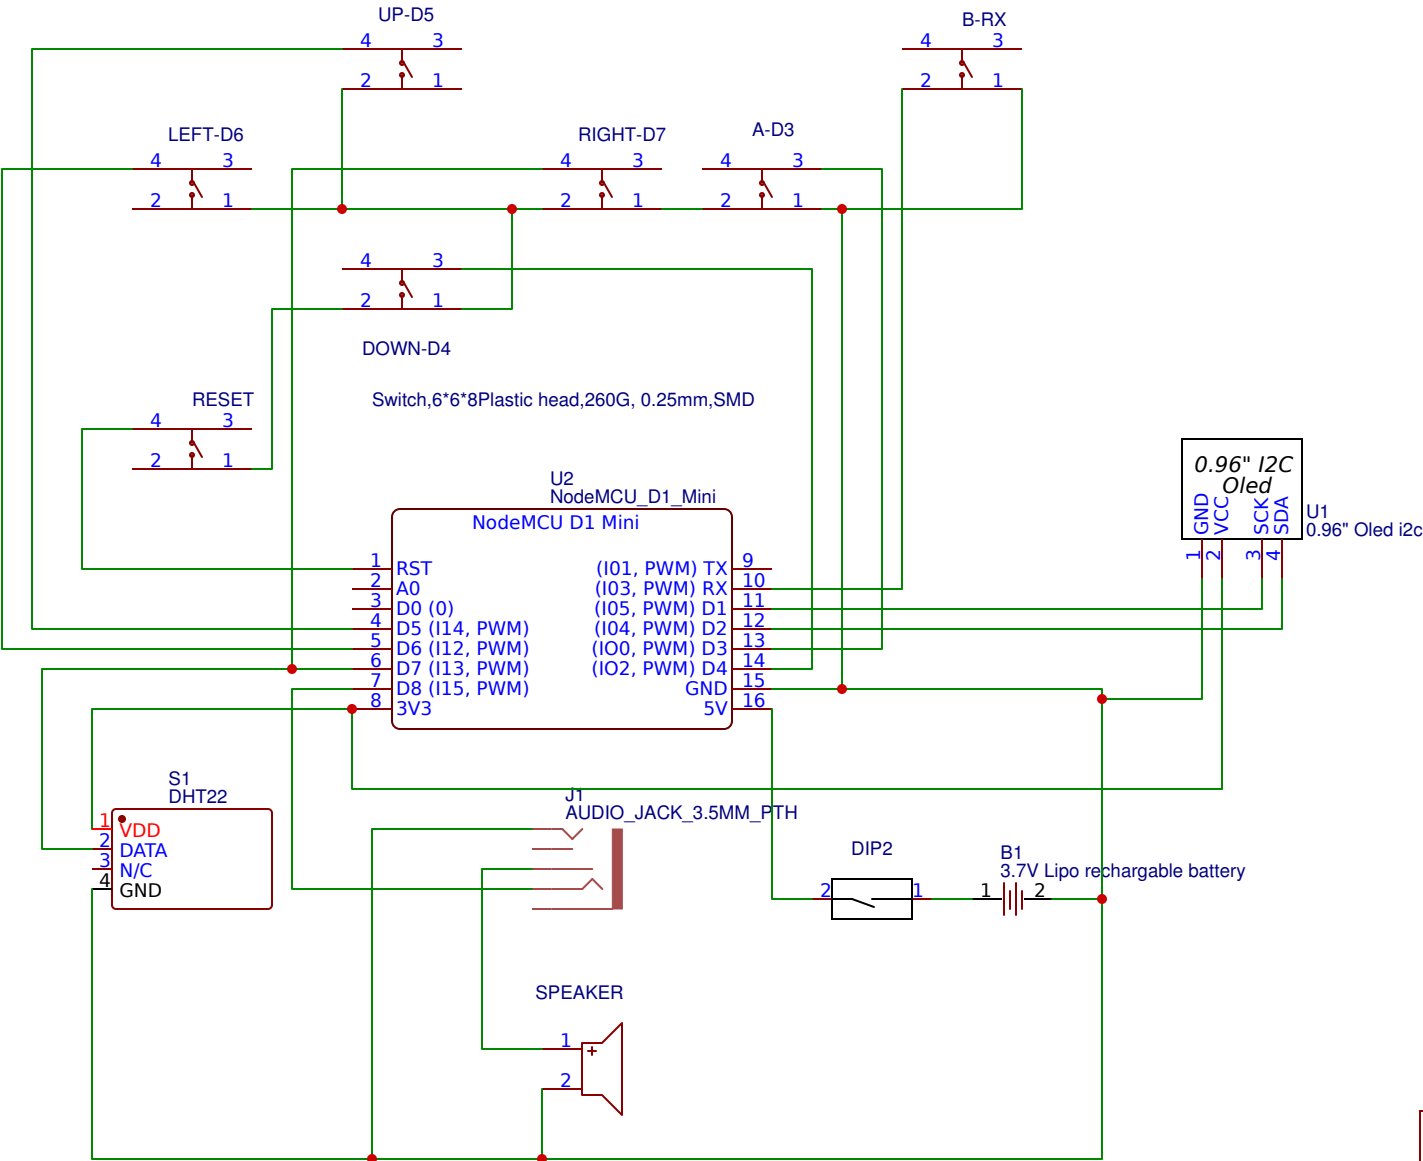 UP-D5
4 3
2 1
B-RX
4 3
2 1
LEFT-D6
4 3
2 1
RIGHT-D7
4 3
2 1
A-D3
4 3
2 1
4 3
2 1
DOWN-D4
RESET
4 3
2 1
Switch,6*6*8Plastic head,260G, 0.25mm,SMD
U2
NodeMCU_D1_Mini
NodeMCU D1 Mini
1 RST
2 A0
3 D0 (0)
4 D5 (I14, PWM)
5 D6 (I12, PWM)
6 D7 (I13, PWM)
7 D8 (I15, PWM)
8 3V3
(I01, PWM) TX 9
(I03, PWM) RX 10
(I05, PWM) D1 11
(I04, PWM) D2 12
(IO0, PWM) D3 13
(IO2, PWM) D4 14
GND 15
5V 16
0.96" I2C
Oled
GND
VCC
SCK
SDA
1
2
3
4
U1
0.96" Oled i2c
S1
DHT22
1 VDD
2 DATA
3 N/C
4 GND
J1
AUDIO_JACK_3.5MM_PTH
DIP2
2 1
B1
3.7V Lipo rechargable battery
1 2
SPEAKER
1
+
2